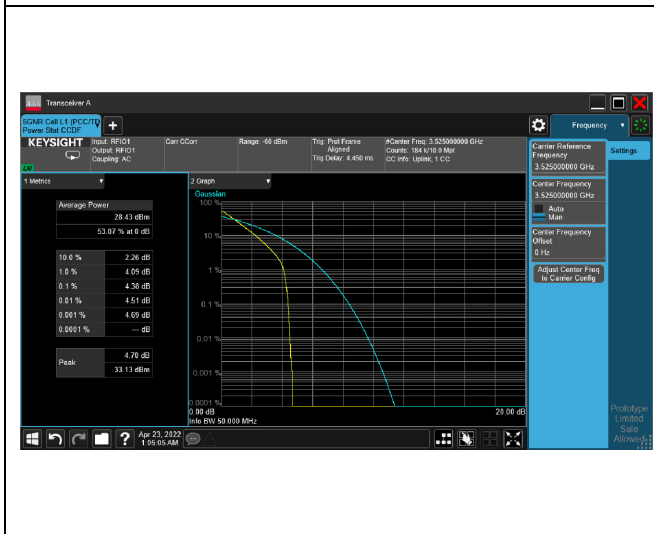 Transceiver A
5GNR Cell L1 (PCC/TD
Power Stat CCDF
Frequency
KEYSIGHT
Input: RFIO1
Output: RFIO1
Coupling: AC
Corr CCorr
Range: -60 dBm
Trig: Pret Frame
Aligned
Trig Delay: 4.450 ms
#Center Freq: 3.525000000 GHz
Counts: 184 k/10.0 Mpt
CC Info: Uplink, 1 CC
1 Metrics
Average Power
28.43 dBm
53.07 % at 0 dB
10.0 % 2.26 dB
1.0 % 4.09 dB
0.1 % 4.38 dB
0.01 % 4.51 dB
0.001 % 4.69 dB
0.0001 % --- dB
Peak
4.70 dB
33.13 dBm
2 Graph
Gaussian
100 %
10 %
1 %
0.1 %
0.01 %
0.001 %
0.0001 %
0.00 dB
20.00 dB
Info BW 50.000 MHz
Carrier Reference
Frequency
3.525000000 GHz
Center Frequency
3.525000000 GHz
Auto
Man
Center Frequency
Offset
0 Hz
Adjust Center Freq
to Carrier Config
Settings
Prototype
Limited
Sale
Allowed
Apr 23, 2022
1:05:05 AM